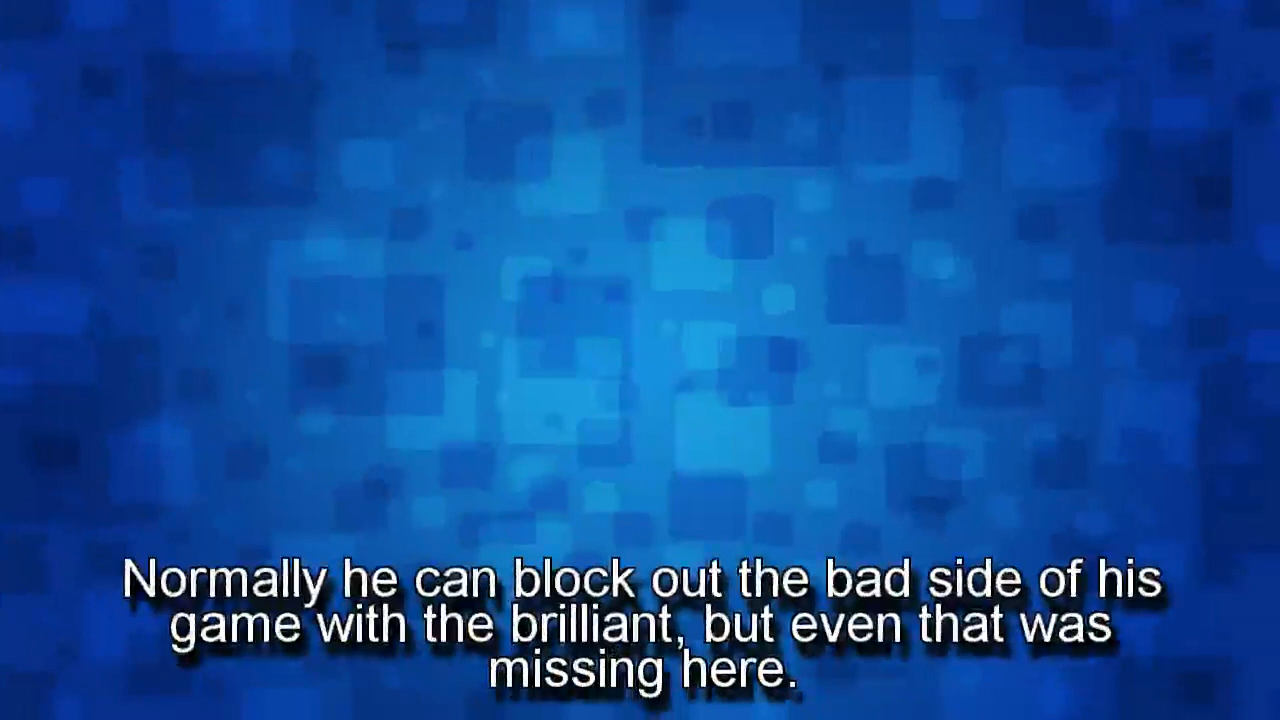 Normally he can block out the bad side of his
game with the brilliant, but even that was
missing here.